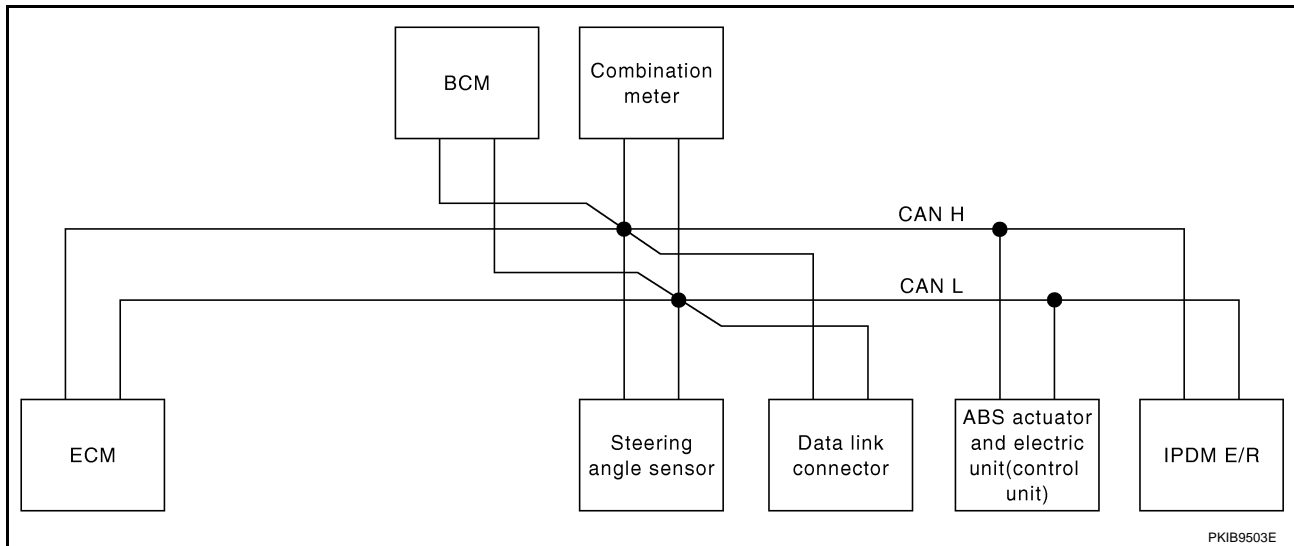 BCM
Combination
meter
CAN H
CAN L
ECM
Steering
angle sensor
Data link
connector
ABS actuator
and electric
unit(control
unit)
IPDM E/R
PKIB9503E